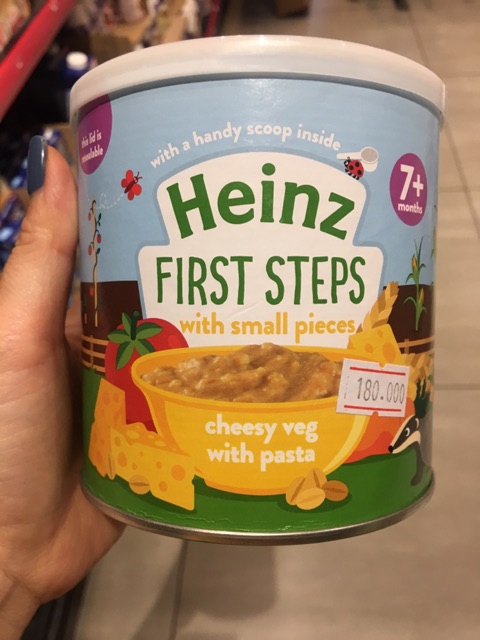 this lid is
resealable
with a handy scoop inside
Heinz
7+
months
FIRST STEPS
with small pieces
180.000
cheesy veg
with pasta